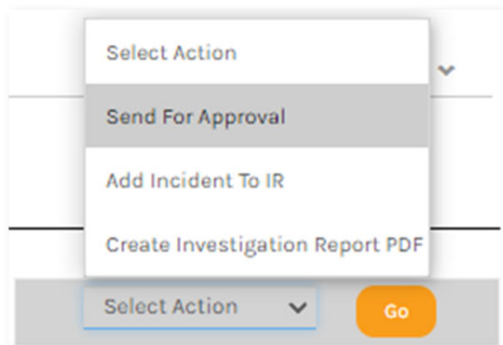 Select Action
Send For Approval
Add Incident To IR
Create Investigation Report PDF
Select Action
Go